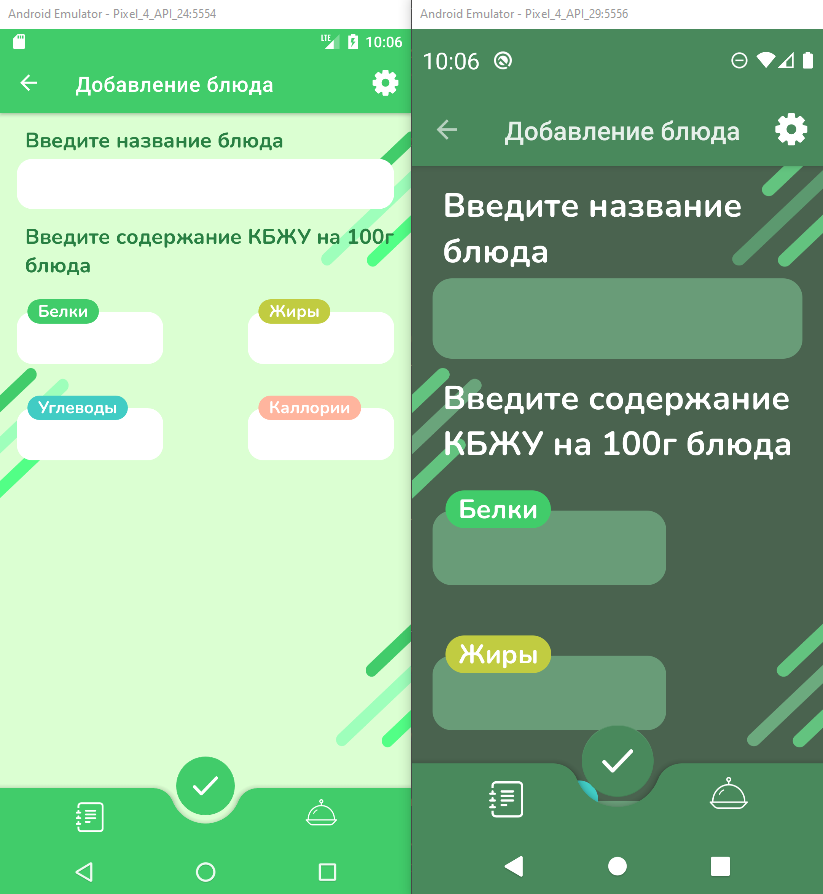 Android Emulator - Pixel_4_API_24:5554
LTE 10:06
Добавление блюда
Введите название блюда
Введите содержание КБЖУ на 100г
блюда
Белки
Жиры
Углеводы
Каллории
Android Emulator - Pixel_4_API_29:5556
10:06
Добавление блюда
Введите название
блюда
Введите содержание
КБЖУ на 100г блюда
Белки
Жиры